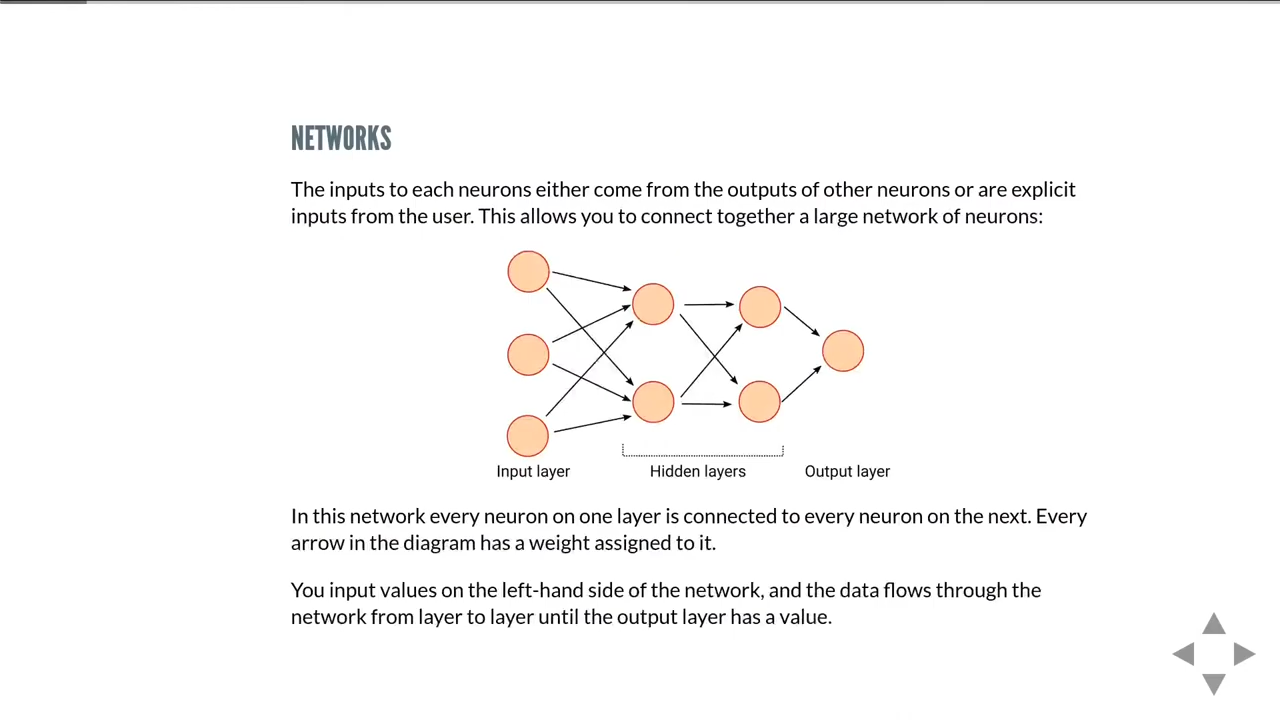 NETWORKS
The inputs to each neurons either come from the outputs of other neurons or are explicit
inputs from the user. This allows you to connect together a large network of neurons:
Input layer
Hidden layers
Output layer
In this network every neuron on one layer is connected to every neuron on the next. Every
arrow in the diagram has a weight assigned to it.
You input values on the left-hand side of the network, and the data flows through the
network from layer to layer until the output layer has a value.